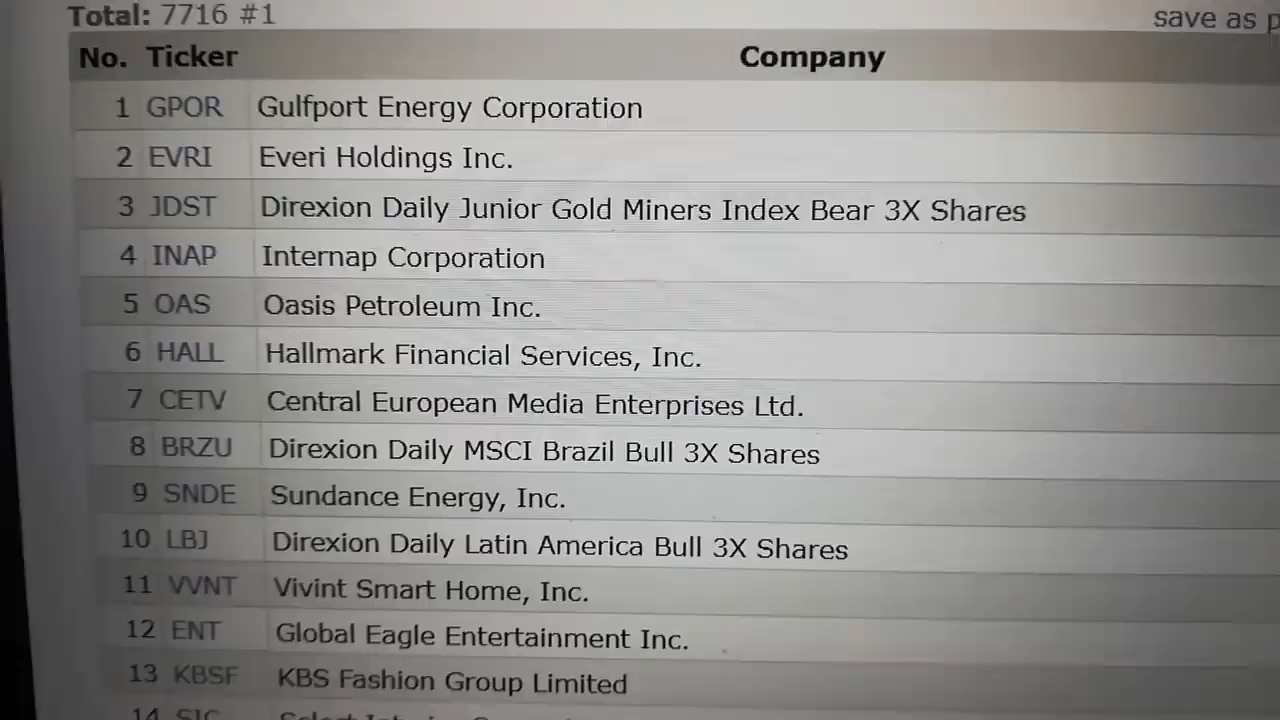 Total: 7716 #1
save as
No. Ticker Company
1 GPOR Gulfport Energy Corporation
2 EVRI Everi Holdings Inc.
3 JDST Direxion Daily Junior Gold Miners Index Bear 3X Shares
4 INAP Internap Corporation
5 OAS Oasis Petroleum Inc.
6 HALL Hallmark Financial Services, Inc.
7 CETV Central European Media Enterprises Ltd.
8 BRZU Direxion Daily MSCI Brazil Bull 3X Shares
9 SNDE Sundance Energy, Inc.
10 LBJ Direxion Daily Latin America Bull 3X Shares
11 VVNT Vivint Smart Home, Inc.
12 ENT Global Eagle Entertainment Inc.
13 KBSF KBS Fashion Group Limited
14 SIC